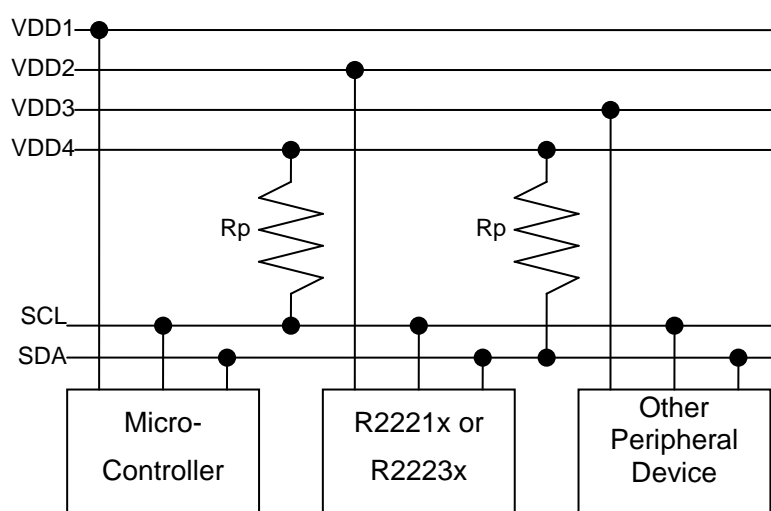 VDD1
VDD2
VDD3
VDD4
Rp
Rp
SCL
SDA
Micro-
Controller
R2221x or
R2223x
Other
Peripheral
Device